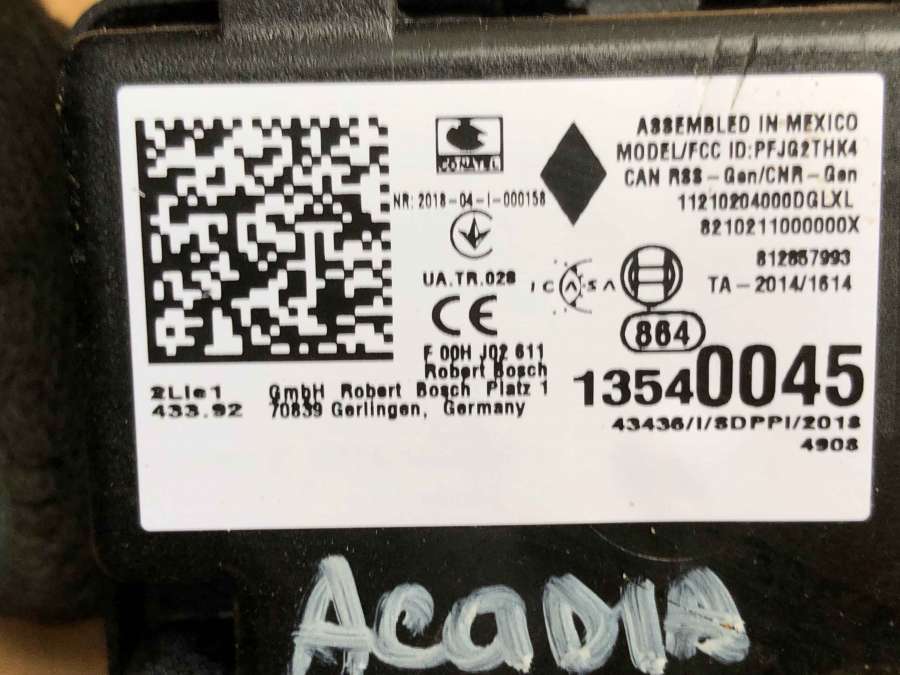 CONATEL
NR: 2018-04-I-000158
UA.TR.028
CE
F 00H J02 611
Robert Bosch
GmbH Robert Bosch Platz 1
70839 Gerlingen, Germany
2LIe1
433.92
ICASA
ASSEMBLED IN MEXICO
MODEL/FCC ID:PFJG2THK4
CAN RSS-Gen/CNR-Gen
11210204000DGLXL
8210211000000X
812857993
TA-2014/1614
864
13540045
43436/I/SDPPI/2018
4908
ACADIA